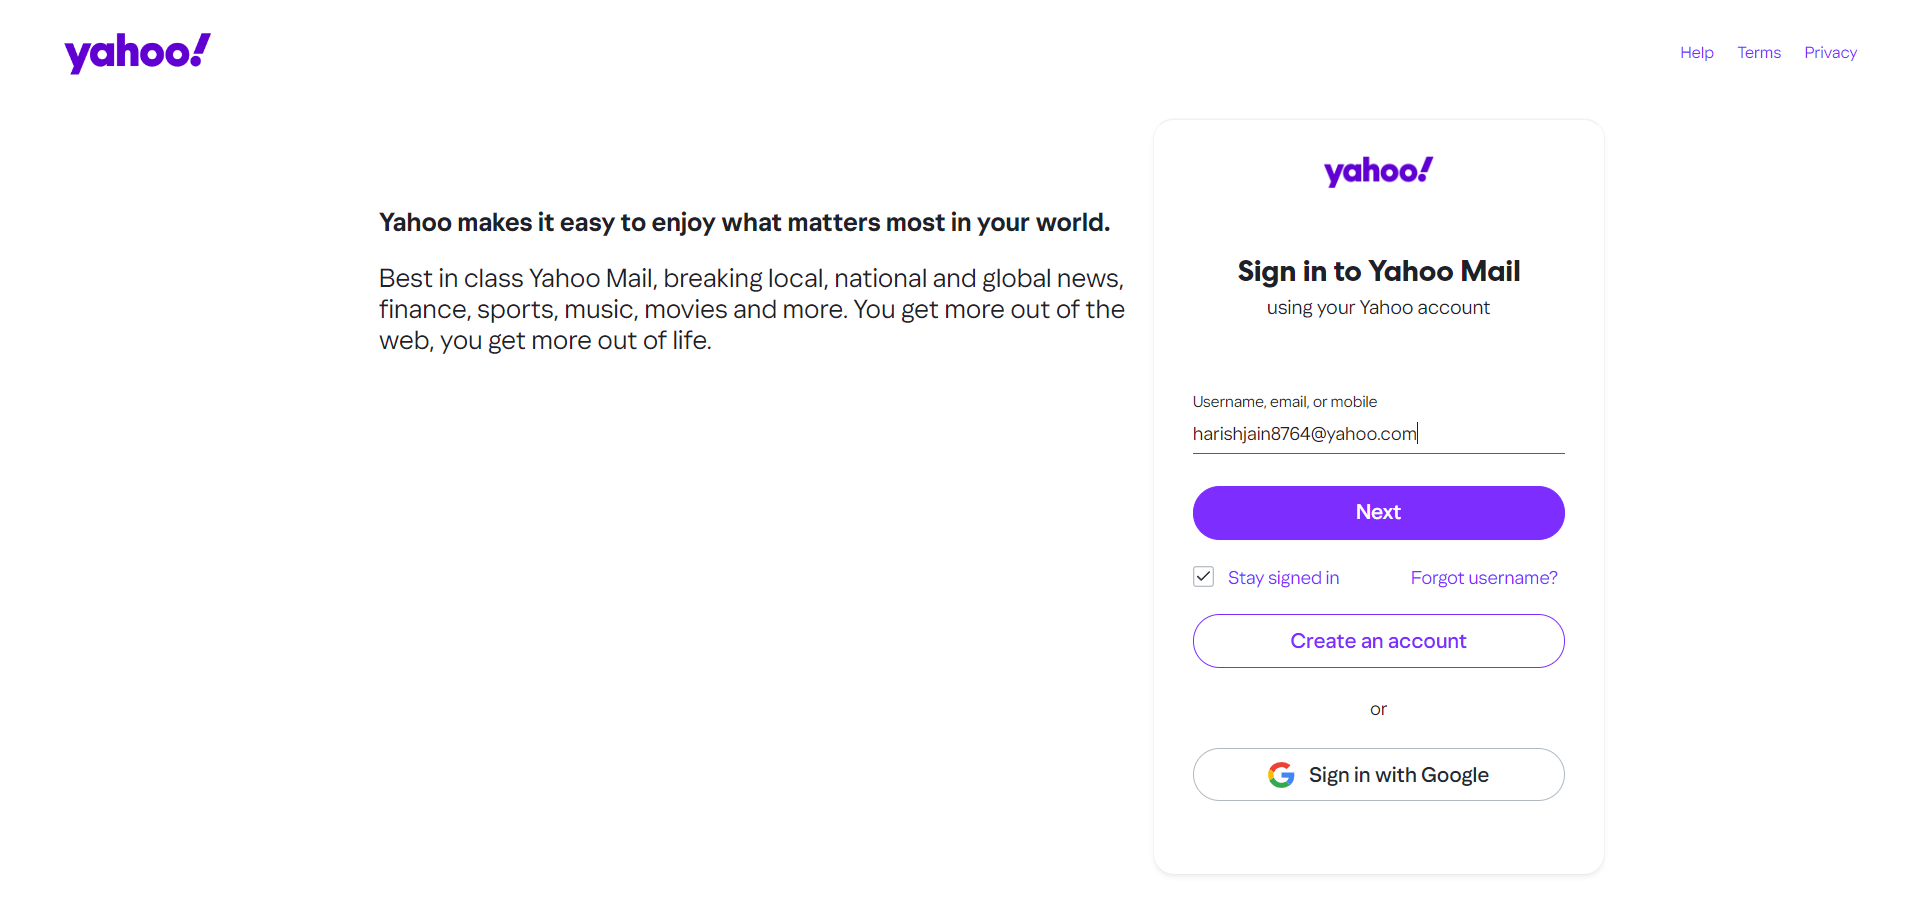 yahoo!
Help Terms Privacy
Yahoo makes it easy to enjoy what matters most in your world.
Best in class Yahoo Mail, breaking local, national and global news,
finance, sports, music, movies and more. You get more out of the
web, you get more out of life.
yahoo!
Sign in to Yahoo Mail
using your Yahoo account
Username, email, or mobile
harishjain8764@yahoo.com
Next
Stay signed in Forgot username?
Create an account
or
Sign in with Google